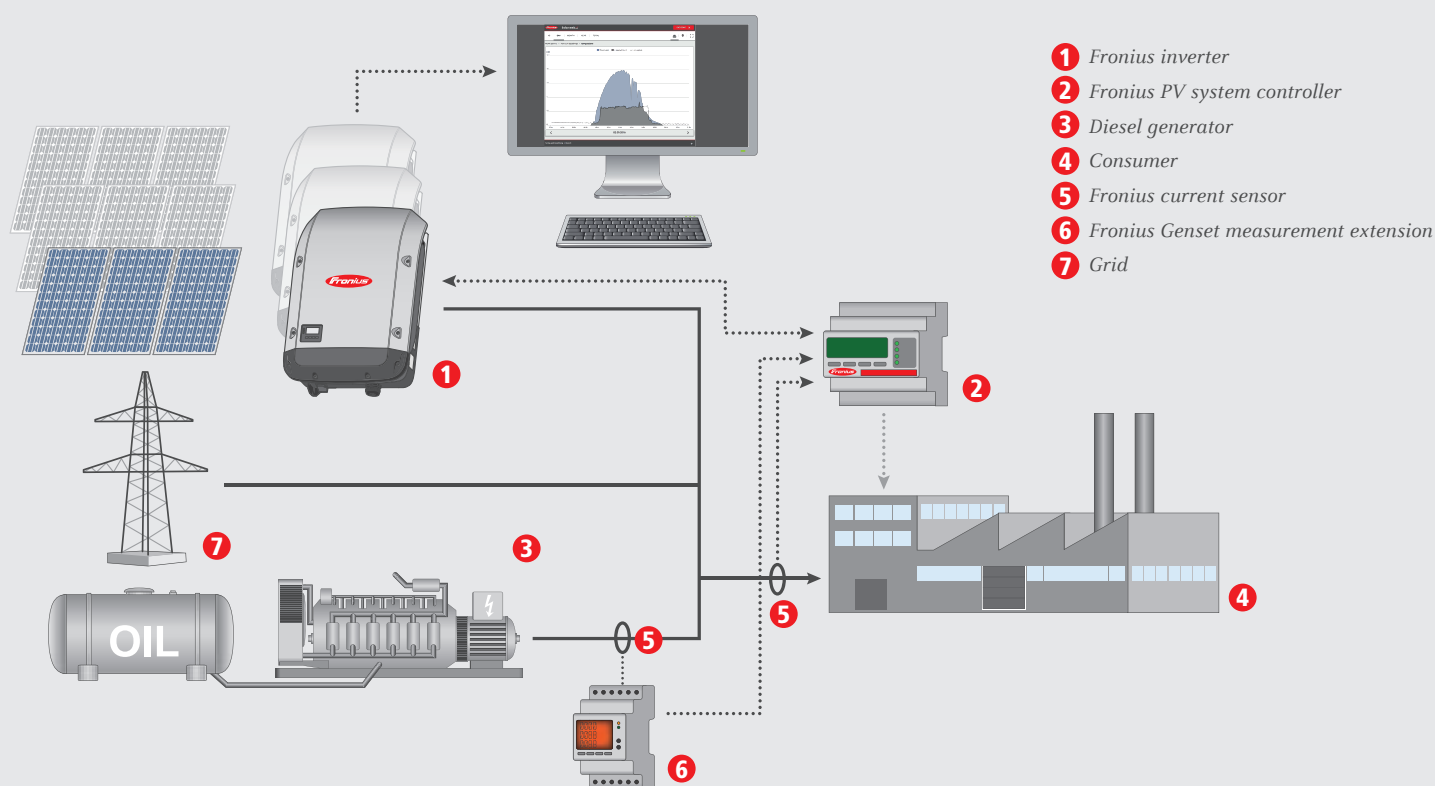 1 Fronius inverter
2 Fronius PV system controller
3 Diesel generator
4 Consumer
5 Fronius current sensor
6 Fronius Genset measurement extension
7 Grid
Fronius
1
Fronius
2
7
3
OIL
5
5
4
6